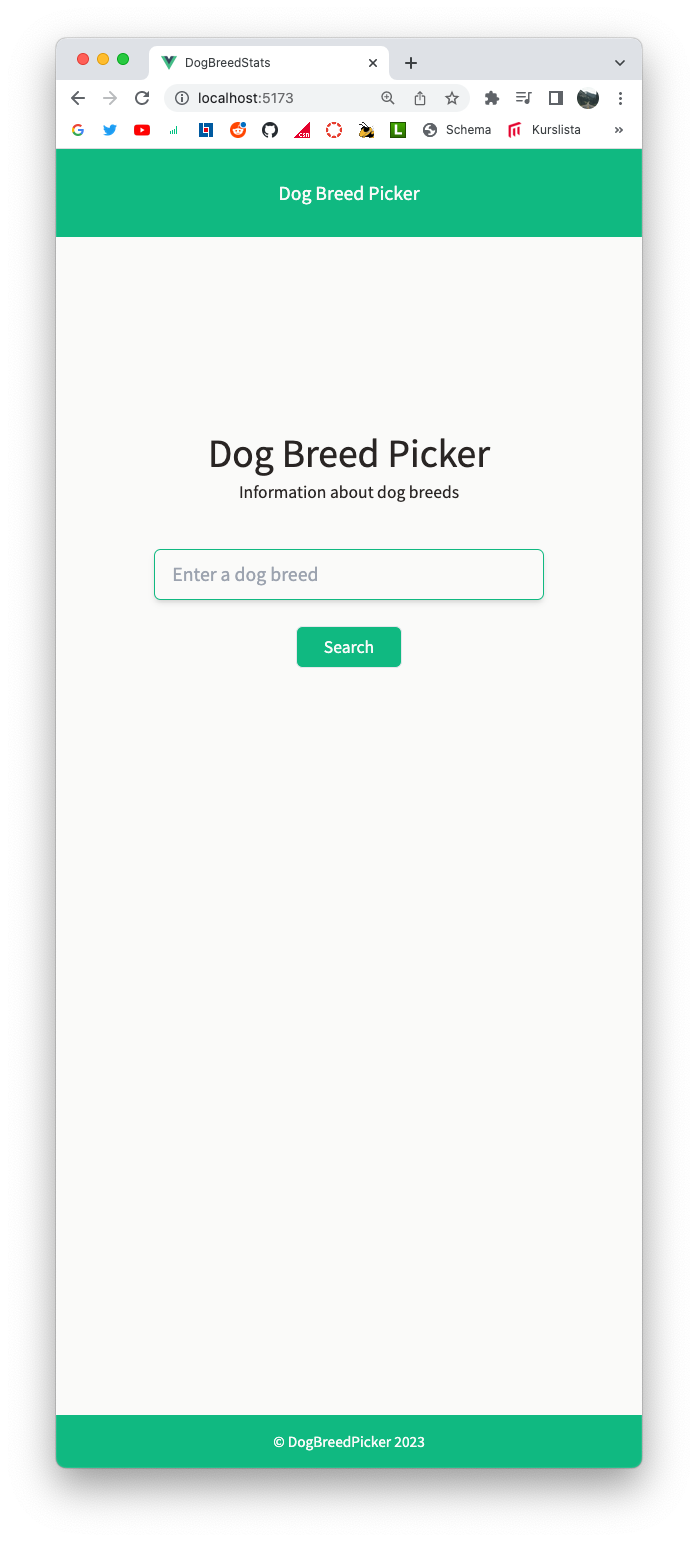 DogBreedStats
localhost:5173
csn
L
Schema
Kurslista
Dog Breed Picker
Dog Breed Picker
Information about dog breeds
Enter a dog breed
Search
© DogBreedPicker 2023